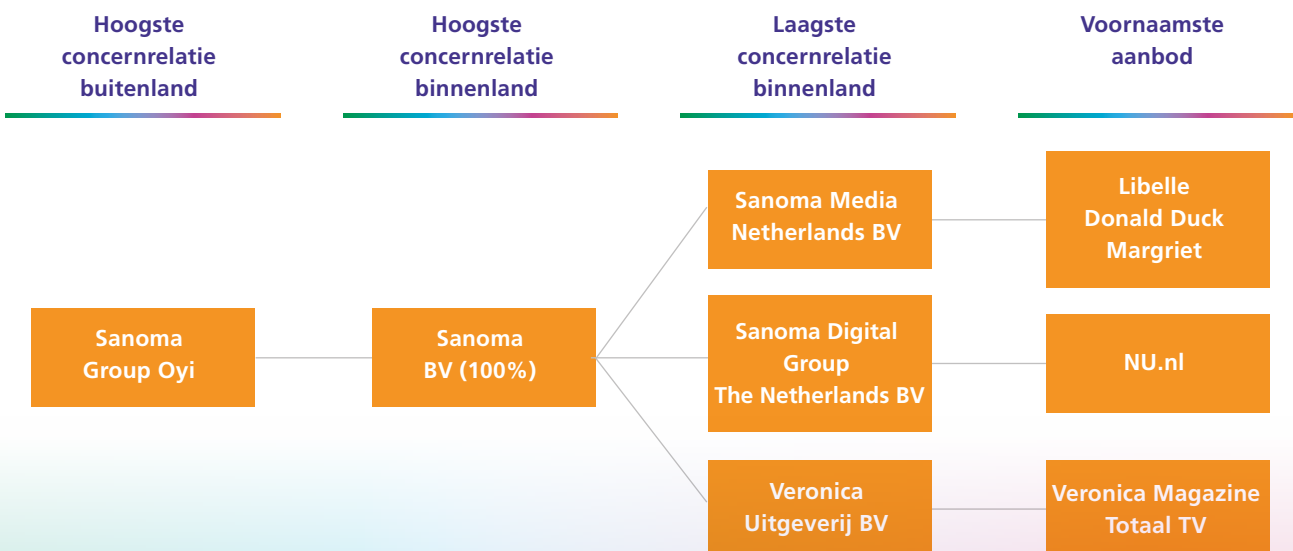 Hoogste
concernrelatie
buitenland
Hoogste
concernrelatie
binnenland
Laagste
concernrelatie
binnenland
Voornaamste
aanbod
Sanoma
Group Oyi
Sanoma
BV (100%)
Sanoma Media
Netherlands BV
Libelle
Donald Duck
Margriet
Sanoma Digital
Group
The Netherlands BV
NU.nl
Veronica
Uitgeverij BV
Veronica Magazine
Totaal TV